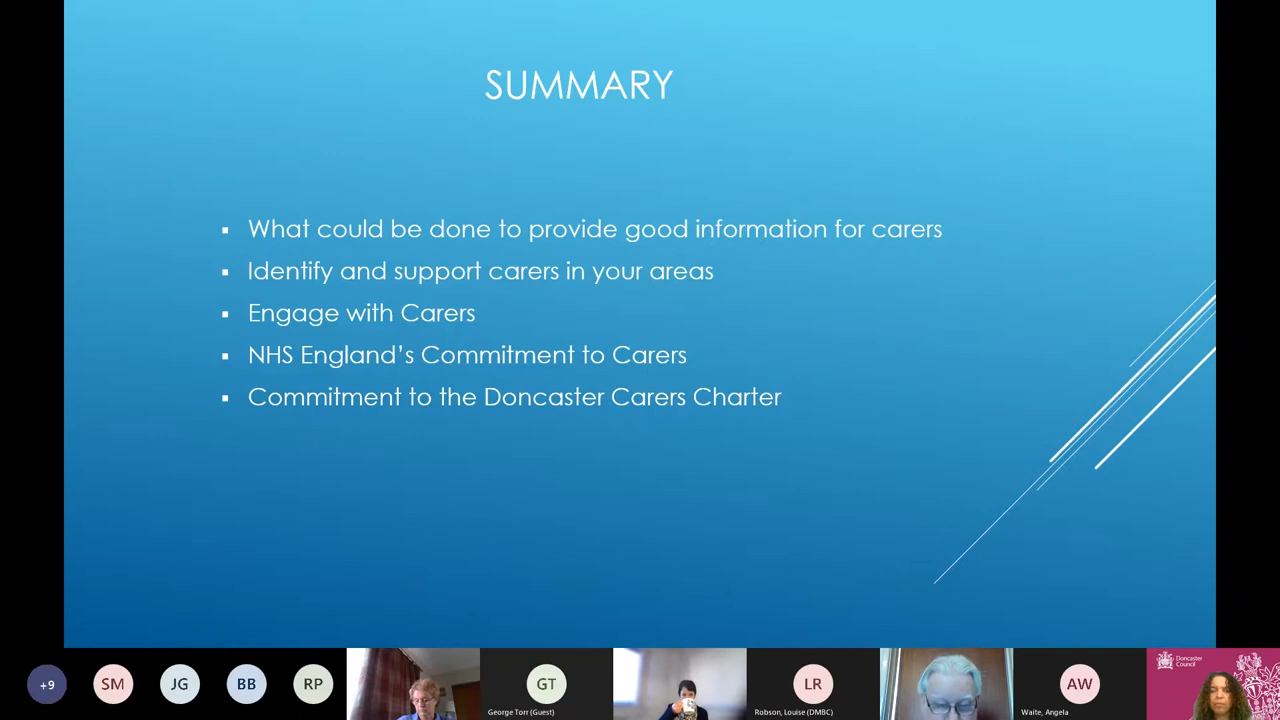 SUMMARY
What could be done to provide good information for carers
Identify and support carers in your areas
Engage with Carers
NHS England’s Commitment to Carers
Commitment to the Doncaster Carers Charter
+9
SM
JG
BB
RP
GT
George Torr (Guest)
LR
Robson, Louise (DMBC)
AW
Waite, Angela
Doncaster
Council